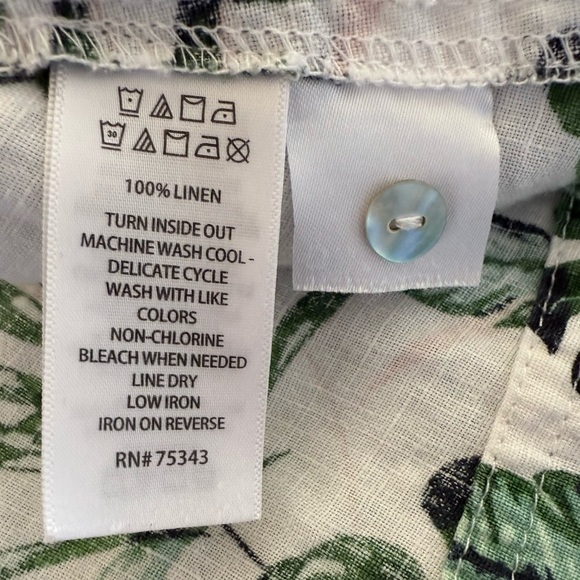 30
100% LINEN
TURN INSIDE OUT
MACHINE WASH COOL -
DELICATE CYCLE
WASH WITH LIKE
COLORS
NON-CHLORINE
BLEACH WHEN NEEDED
LINE DRY
LOW IRON
IRON ON REVERSE
RN# 75343